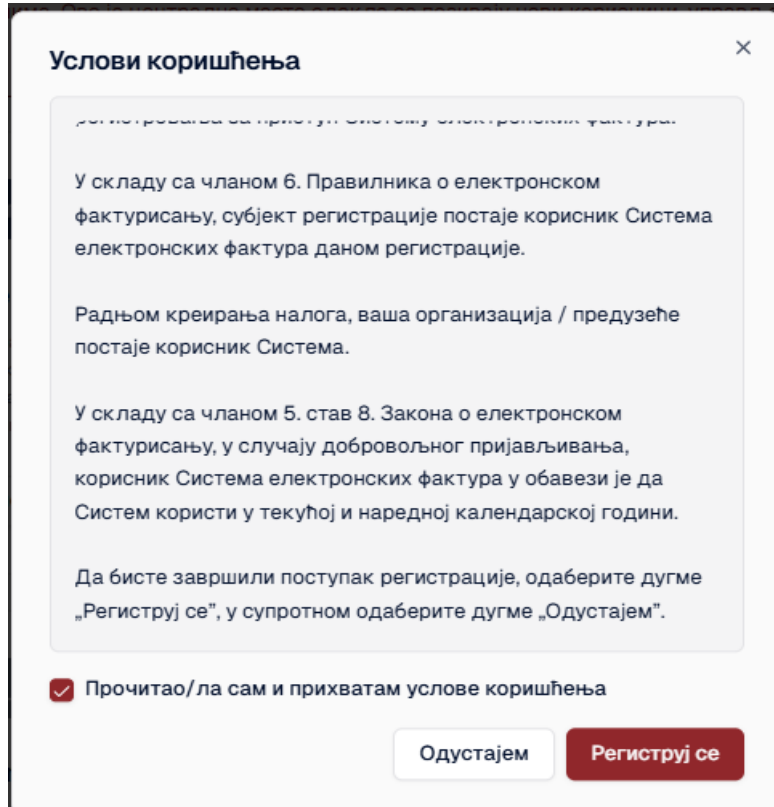 Услови коришћења
У складу са чланом 6. Правилника о електронском
фактурисању, субјект регистрације постаје корисник Система
електронских фактура даном регистрације.
Радњом креирања налога, ваша организација / предузеће
постаје корисник Система.
У складу са чланом 5. став 8. Закона о електронском
фактурисању, у случају добровољног пријављивања,
корисник Система електронских фактура у обавези је да
Систем користи у текућој и наредној календарској години.
Да бисте завршили поступак регистрације, одаберите дугме
„Региструј се”, у супротном одаберите дугме „Одустајем”.
Прочитао/ла сам и прихватам услове коришћења
Одустајем
Региструј се